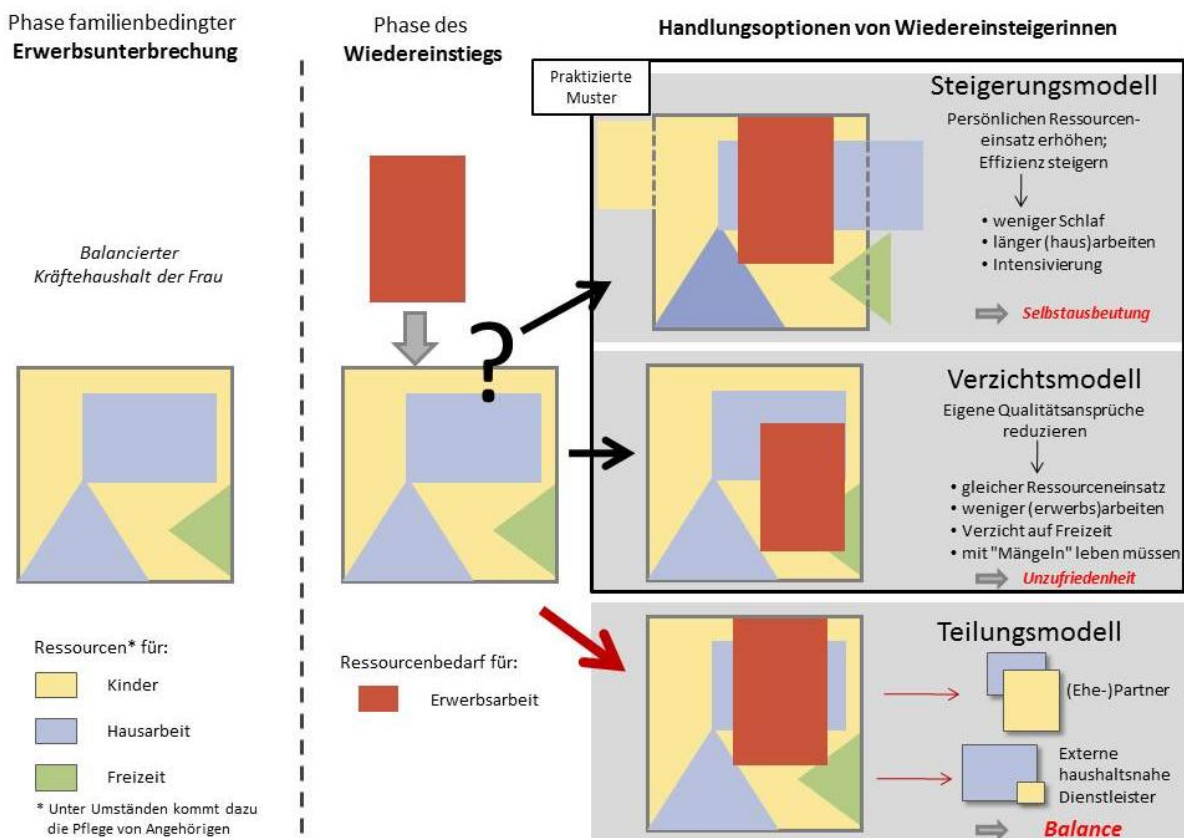 Phase familienbedingter
Erwerbsunterbrechung
Balancierter
Kräftehaushalt der Frau
Ressourcen* für:
Kinder
Hausarbeit
Freizeit
* Unter Umständen kommt dazu
die Pflege von Angehörigen
Phase des
Wiedereinstiegs
?
Ressourcenbedarf für:
Erwerbsarbeit
Handlungsoptionen von Wiedereinsteigerinnen
Praktizierte
Muster
Steigerungsmodell
Persönlichen Ressourcen-
einsatz erhöhen;
Effizienz steigern
• weniger Schlaf
• länger (haus)arbeiten
• Intensivierung
Selbstausbeutung
Verzichtsmodell
Eigene Qualitätsansprüche
reduzieren
• gleicher Ressourceneinsatz
• weniger (erwerbs)arbeiten
• Verzicht auf Freizeit
• mit "Mängeln" leben müssen
Unzufriedenheit
Teilungsmodell
(Ehe-)Partner
Externe
haushaltsnahe
Dienstleister
Balance